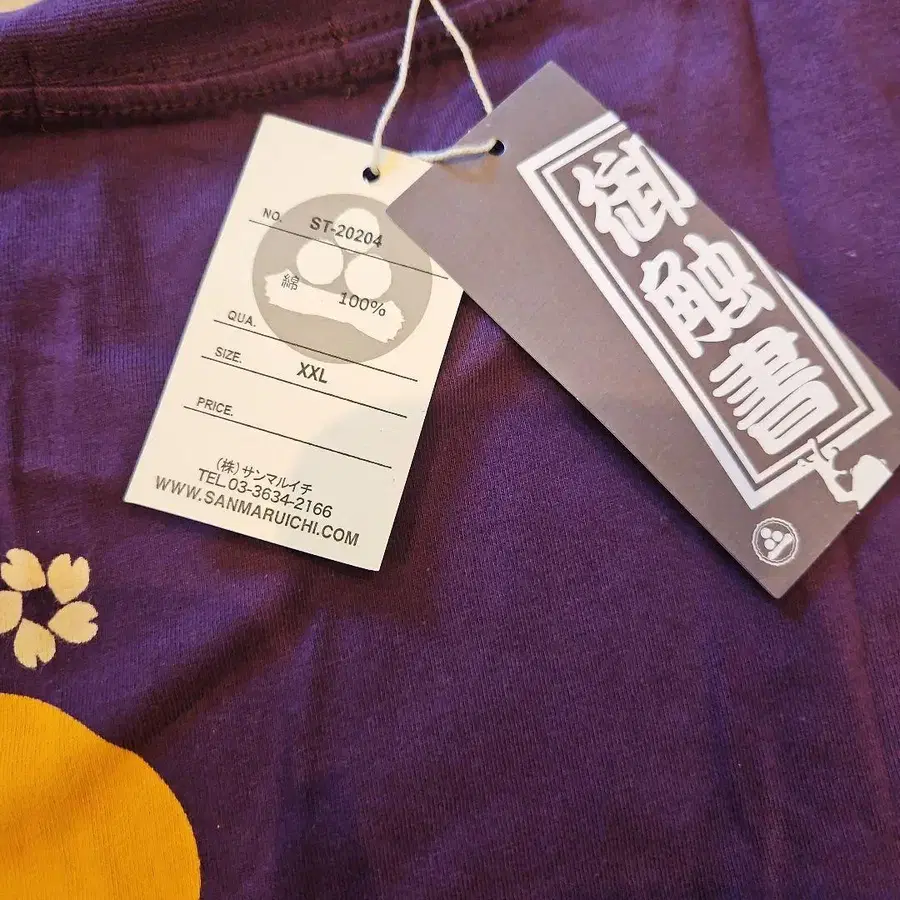 NO. ST-20204
綿 100%
QUA.
SIZE. XXL
PRICE.
(株)サンマルイチ
TEL.03-3634-2166
WWW.SANMARUICHI.COM
御触書